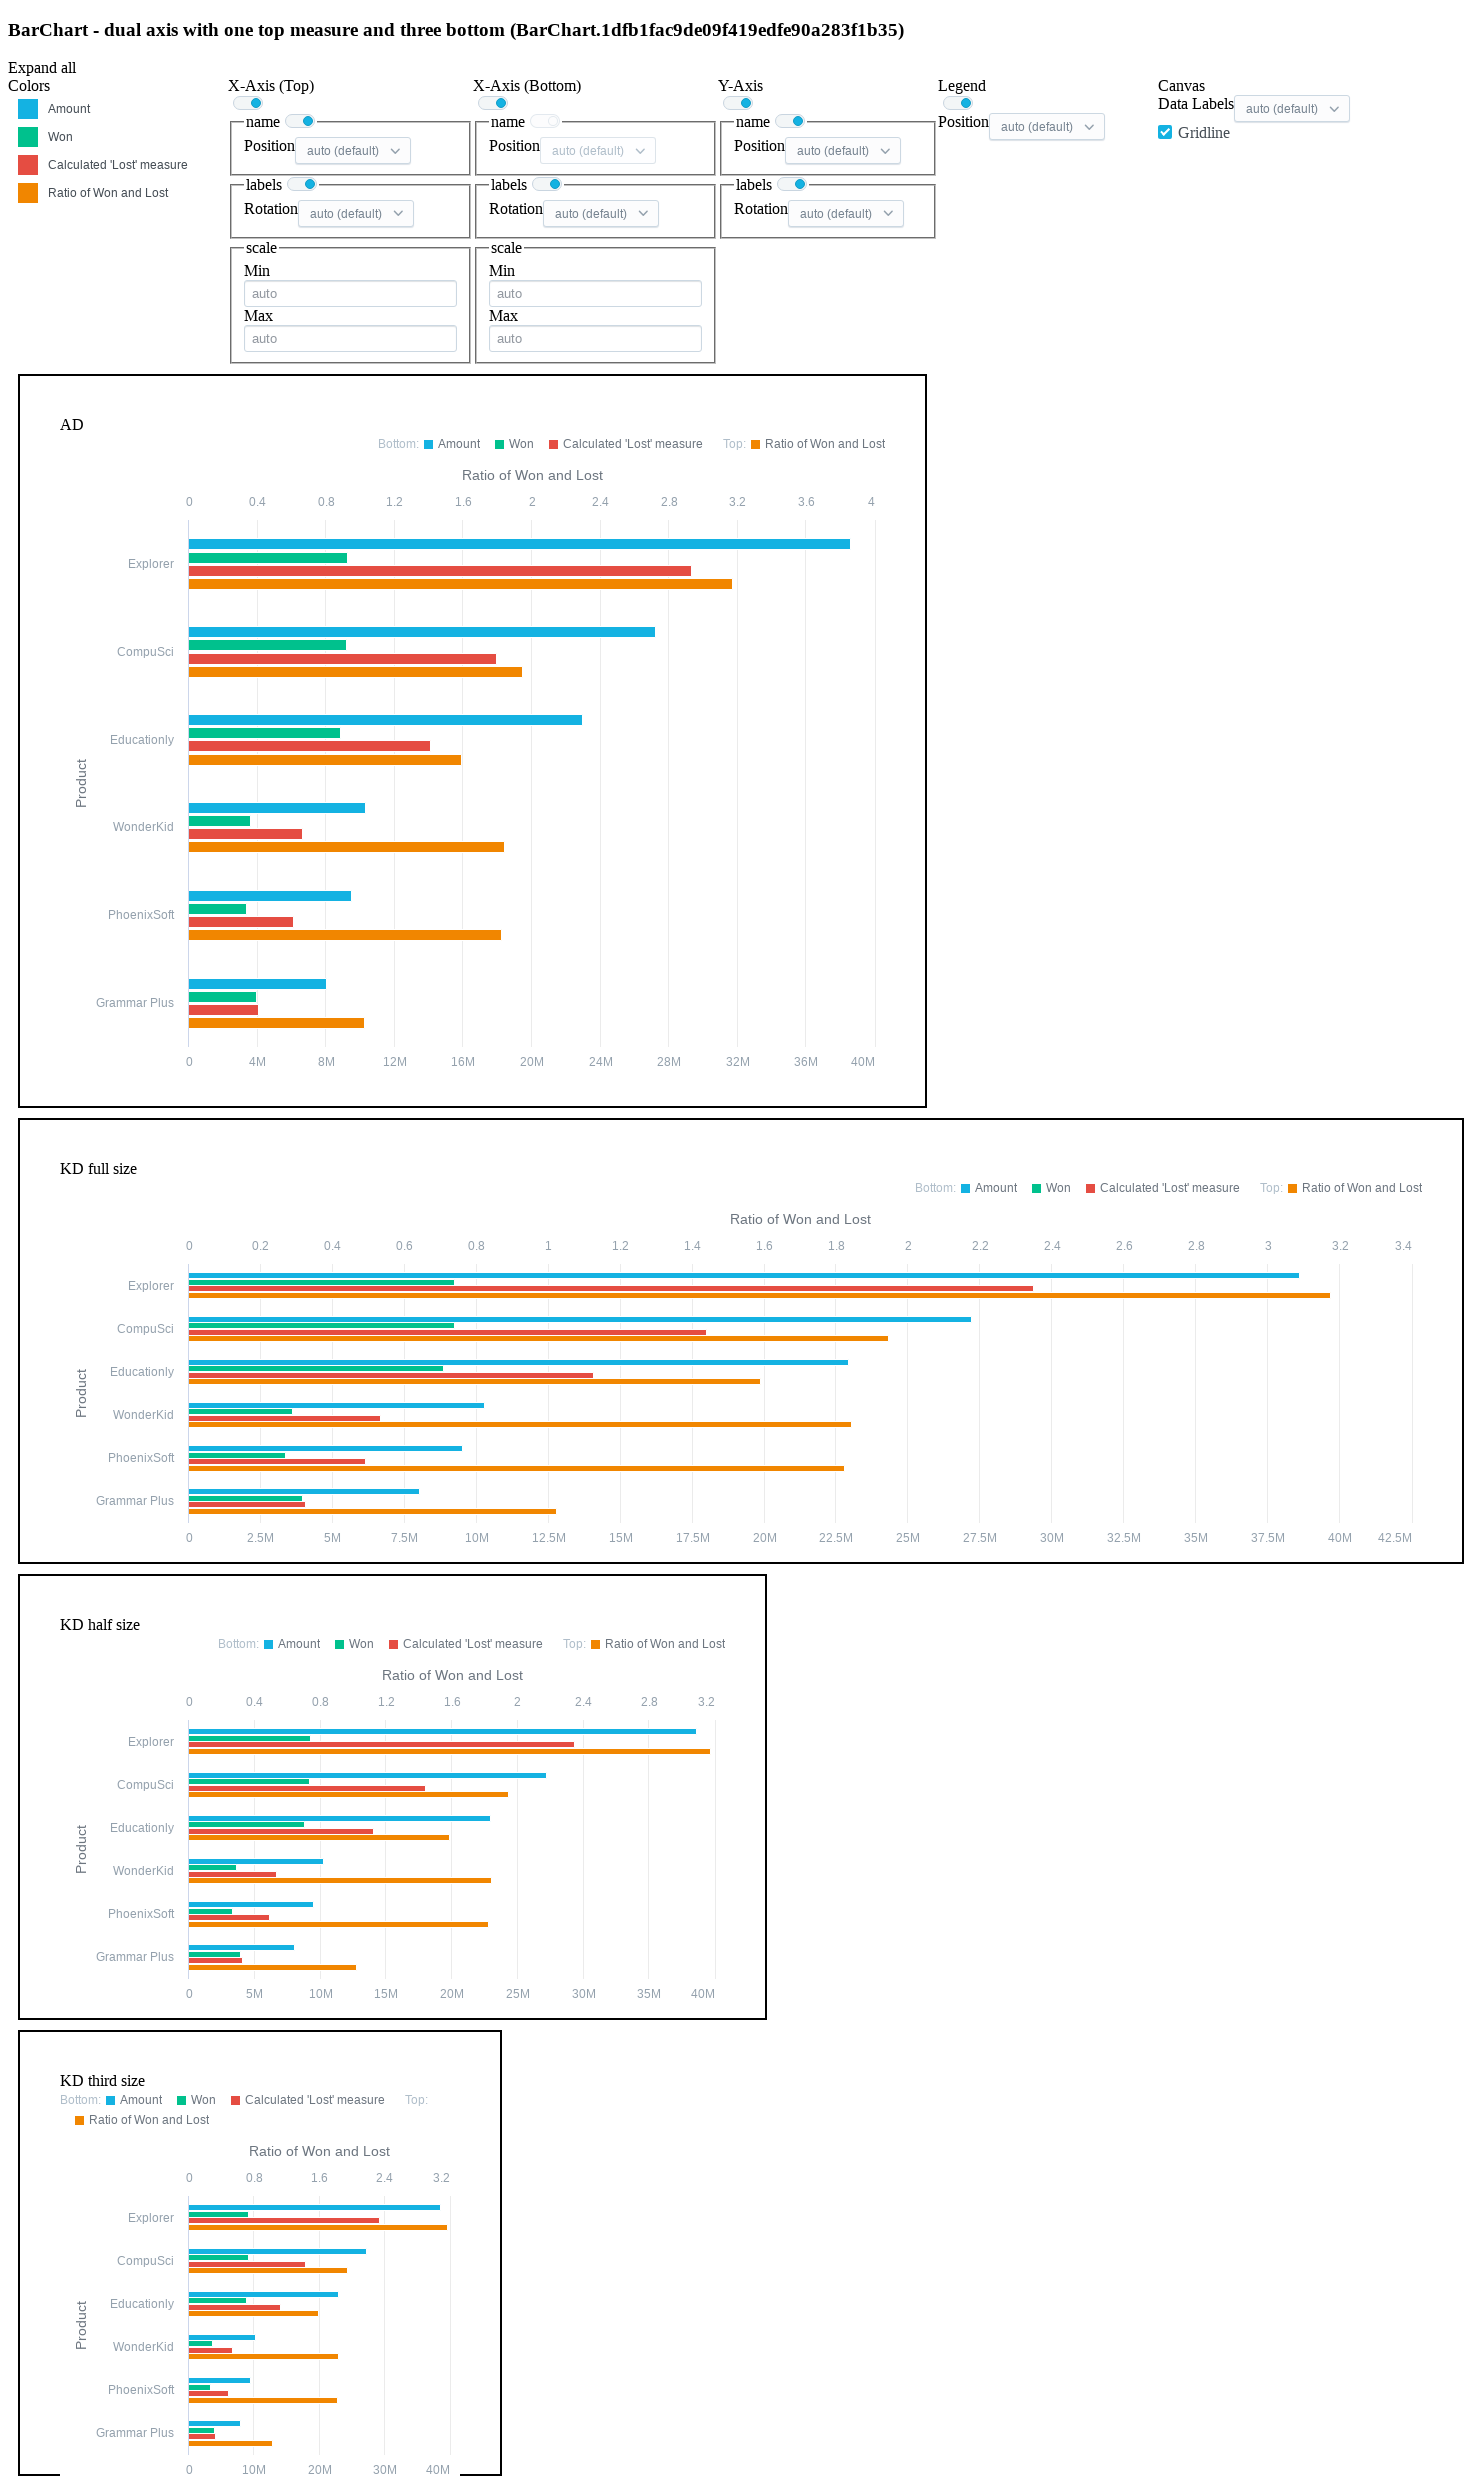 BarChart - dual axis with one top measure and three bottom (BarChart.1dfb1fac9de09f419edfe90a283f1b35)
Expand all
Colors
Amount
Won
Calculated 'Lost' measure
Ratio of Won and Lost
X-Axis (Top)
name
Position auto (default)
labels
Rotation auto (default)
scale
Min
auto
Max
auto
X-Axis (Bottom)
name
Position auto (default)
labels
Rotation auto (default)
scale
Min
auto
Max
auto
Y-Axis
name
Position auto (default)
labels
Rotation auto (default)
Legend
Position auto (default)
Canvas
Data Labels auto (default)
Gridline
AD
Bottom: Amount Won Calculated 'Lost' measure Top: Ratio of Won and Lost
Ratio of Won and Lost
0 0.4 0.8 1.2 1.6 2 2.4 2.8 3.2 3.6 4
Explorer
CompuSci
Educationly
Product
WonderKid
PhoenixSoft
Grammar Plus
0 4M 8M 12M 16M 20M 24M 28M 32M 36M 40M
KD full size
Bottom: Amount Won Calculated 'Lost' measure Top: Ratio of Won and Lost
Ratio of Won and Lost
0 0.2 0.4 0.6 0.8 1 1.2 1.4 1.6 1.8 2 2.2 2.4 2.6 2.8 3 3.2 3.4
Explorer
CompuSci
Educationly
Product
WonderKid
PhoenixSoft
Grammar Plus
0 2.5M 5M 7.5M 10M 12.5M 15M 17.5M 20M 22.5M 25M 27.5M 30M 32.5M 35M 37.5M 40M 42.5M
KD half size
Bottom: Amount Won Calculated 'Lost' measure Top: Ratio of Won and Lost
Ratio of Won and Lost
0 0.4 0.8 1.2 1.6 2 2.4 2.8 3.2
Explorer
CompuSci
Educationly
Product
WonderKid
PhoenixSoft
Grammar Plus
0 5M 10M 15M 20M 25M 30M 35M 40M
KD third size
Bottom: Amount Won Calculated 'Lost' measure Top:
Ratio of Won and Lost
Ratio of Won and Lost
0 0.8 1.6 2.4 3.2
Explorer
CompuSci
Educationly
Product
WonderKid
PhoenixSoft
Grammar Plus
0 10M 20M 30M 40M